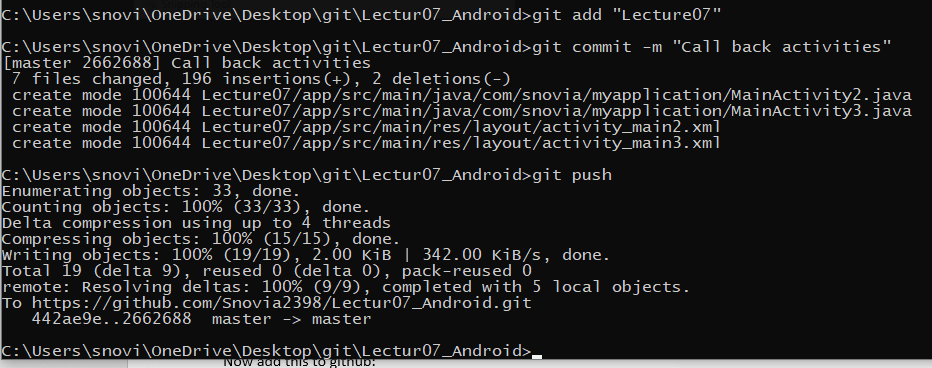 C:\Users\snovi\OneDrive\Desktop\git\Lectur07_Android>git add "Lecture07"
C:\Users\snovi\OneDrive\Desktop\git\Lectur07_Android>git commit -m "Call back activities"
[master 2662688] Call back activities
 7 files changed, 196 insertions(+), 2 deletions(-)
 create mode 100644 Lecture07/app/src/main/java/com/snovia/myapplication/MainActivity2.java
 create mode 100644 Lecture07/app/src/main/java/com/snovia/myapplication/MainActivity3.java
 create mode 100644 Lecture07/app/src/main/res/layout/activity_main2.xml
 create mode 100644 Lecture07/app/src/main/res/layout/activity_main3.xml
C:\Users\snovi\OneDrive\Desktop\git\Lectur07_Android>git push
Enumerating objects: 33, done.
Counting objects: 100% (33/33), done.
Delta compression using up to 4 threads
Compressing objects: 100% (15/15), done.
Writing objects: 100% (19/19), 2.00 KiB | 342.00 KiB/s, done.
Total 19 (delta 9), reused 0 (delta 0), pack-reused 0
remote: Resolving deltas: 100% (9/9), completed with 5 local objects.
To https://github.com/Snovia2398/Lectur07_Android.git
   442ae9e..2662688  master -> master
C:\Users\snovi\OneDrive\Desktop\git\Lectur07_Android>
Now add this to github: